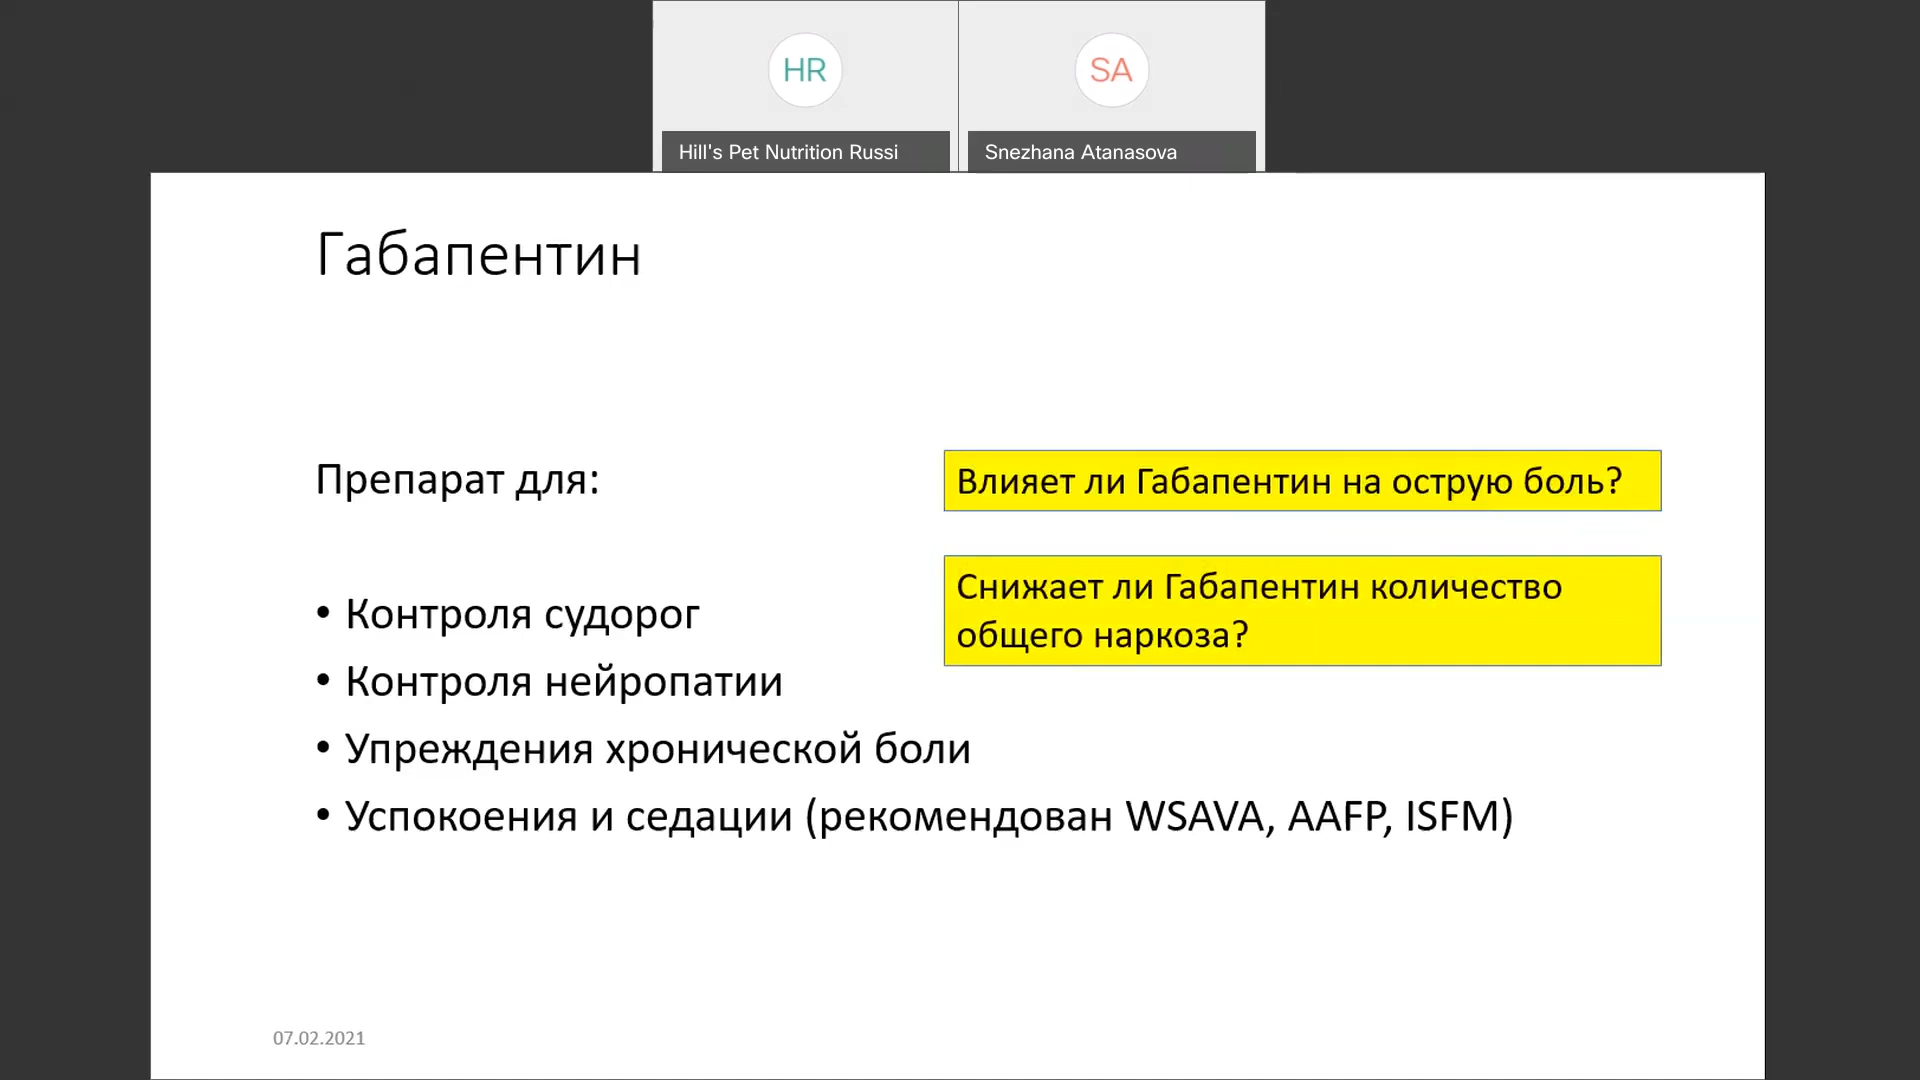 HR
SA
Hill's Pet Nutrition Russi
Snezhana Atanasova
Габапентин
Препарат для:
Влияет ли Габапентин на острую боль?
Снижает ли Габапентин количество
общего наркоза?
• Контроля судорог
• Контроля нейропатии
• Упреждения хронической боли
• Успокоения и седации (рекомендован WSAVA, AAFP, ISFM)
07.02.2021